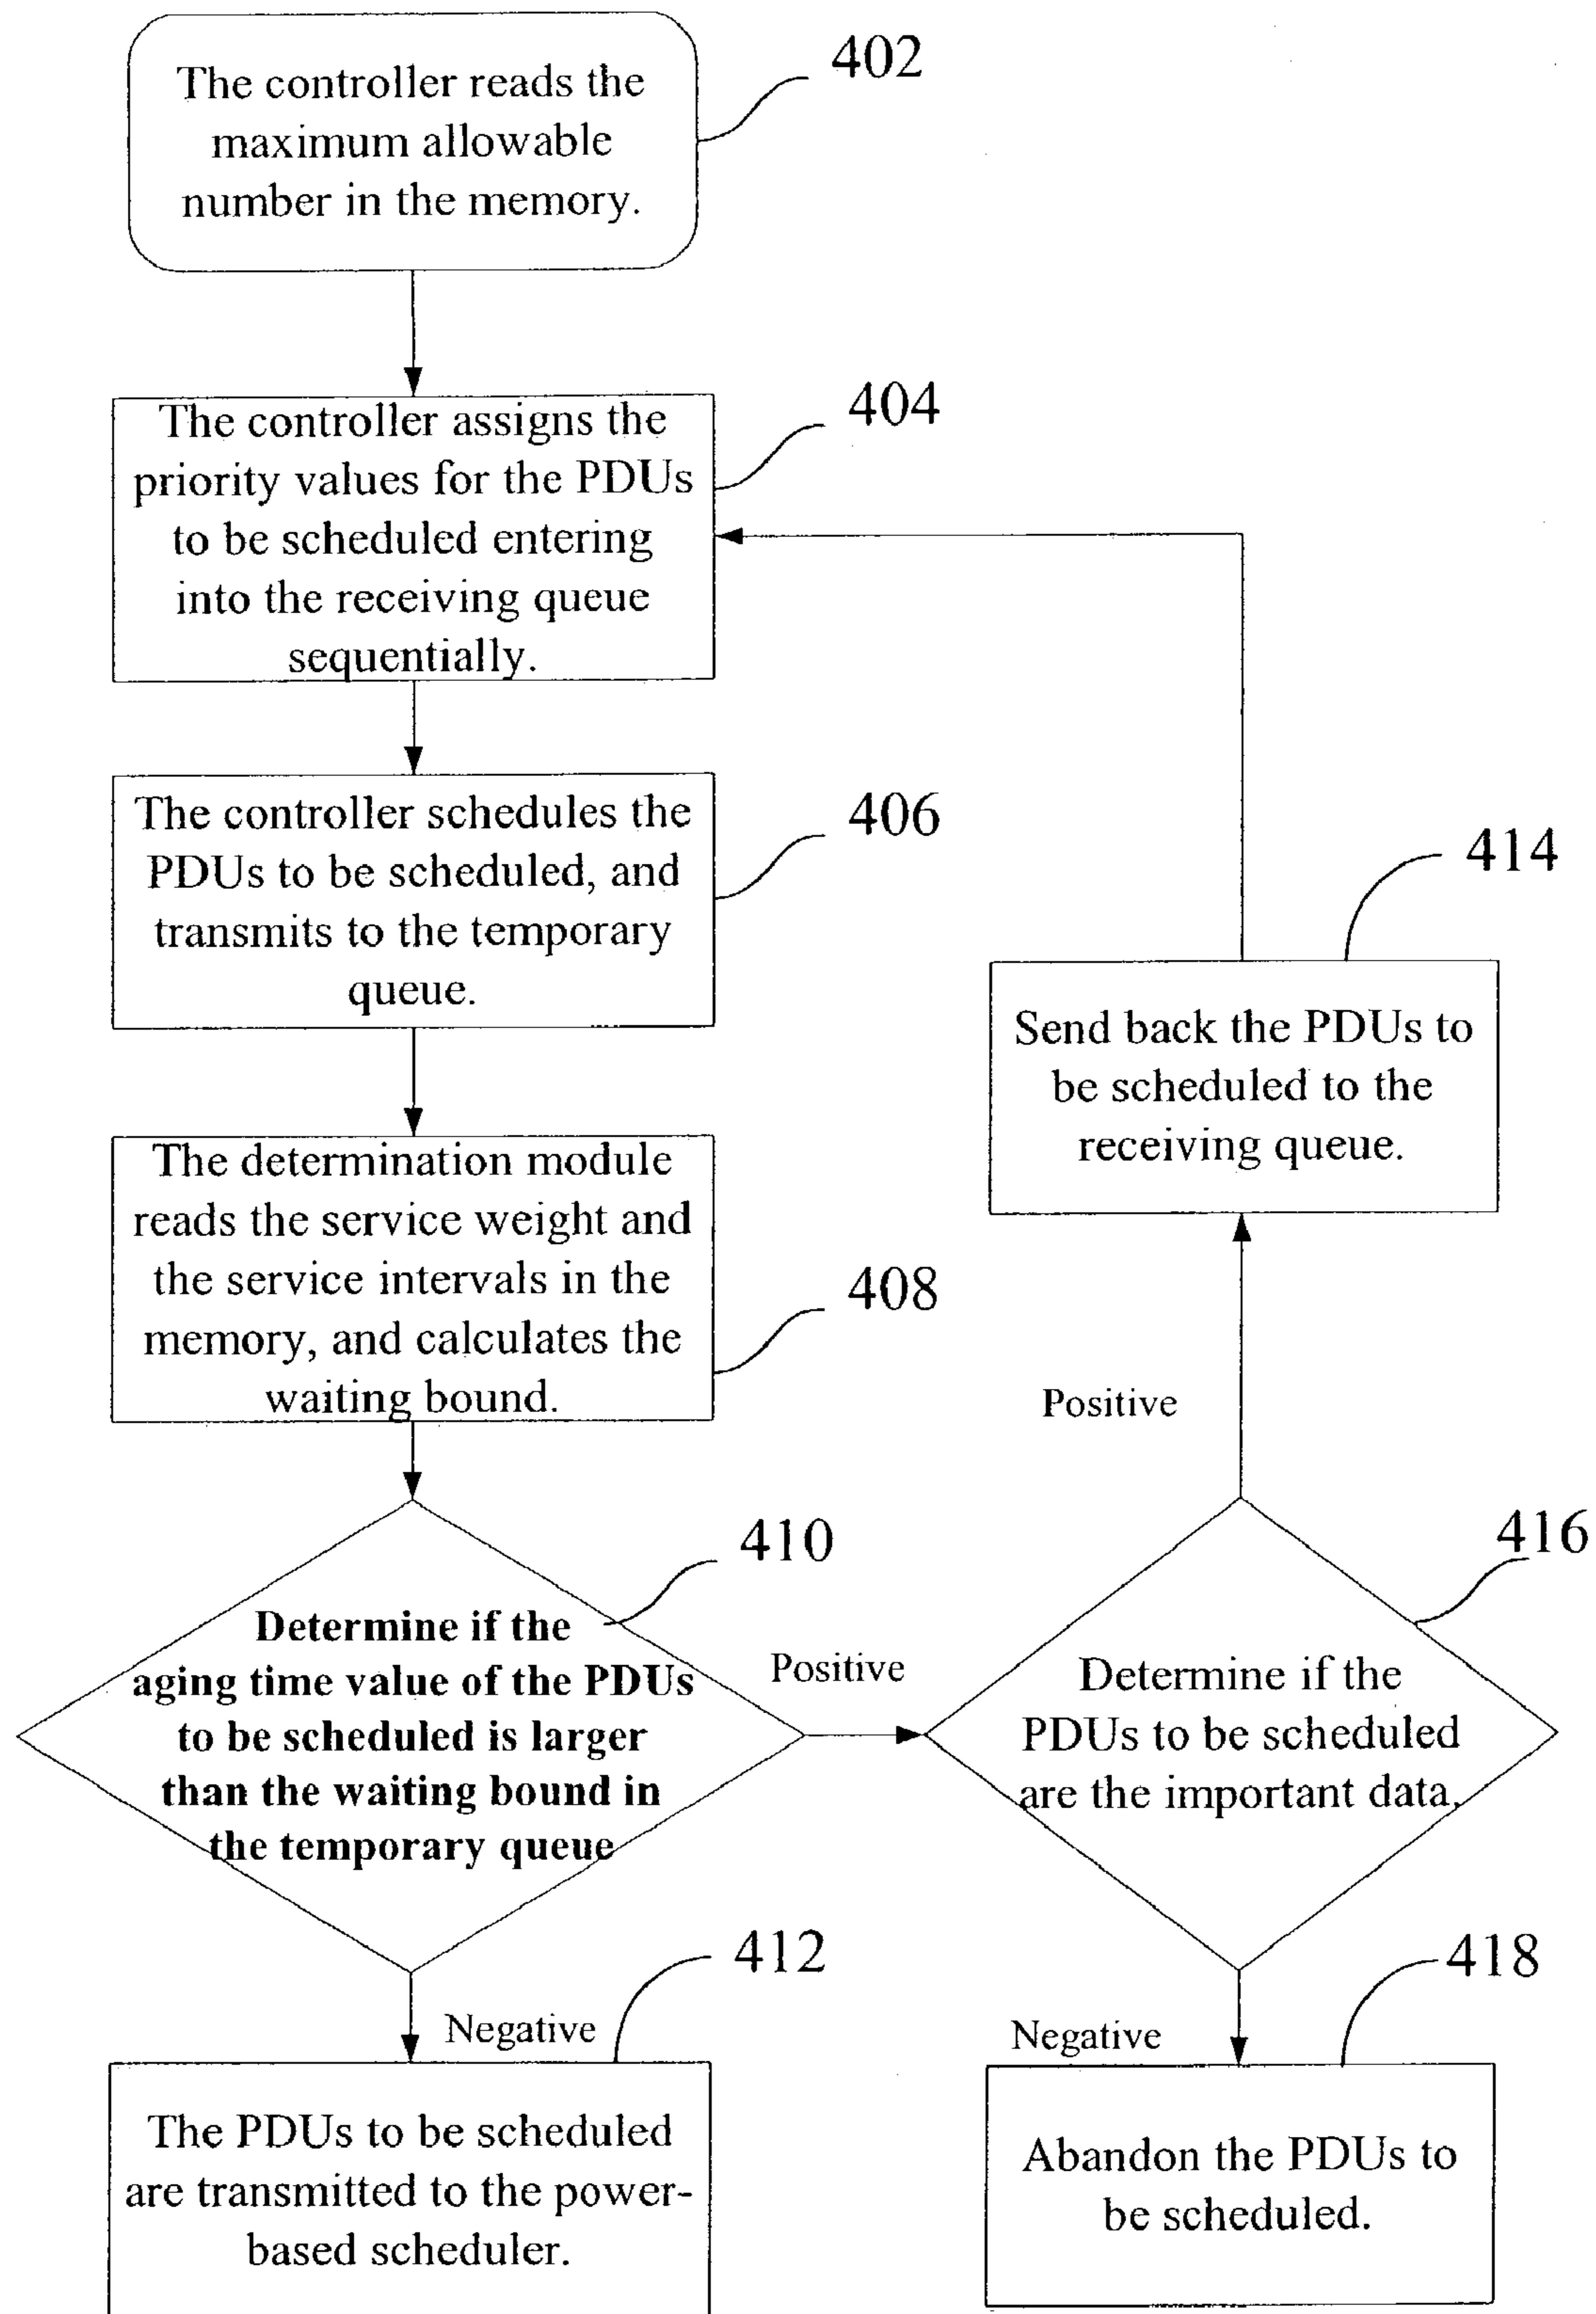 The controller reads the
maximum allowable
number in the memory.
402
The controller assigns the
priority values for the PDUs
to be scheduled entering
into the receiving queue
sequentially.
404
The controller schedules the
PDUs to be scheduled, and
transmits to the temporary
queue.
406
414
Send back the PDUs to
be scheduled to the
receiving queue.
The determination module
reads the service weight and
the service intervals in the
memory, and calculates the
waiting bound.
408
Positive
410
Determine if the
aging time value of the PDUs
to be scheduled is larger
than the waiting bound in
the temporary queue
Positive
416
Determine if the
PDUs to be scheduled
are the important data.
412
Negative
The PDUs to be scheduled
are transmitted to the power-
based scheduler.
418
Negative
Abandon the PDUs to
be scheduled.